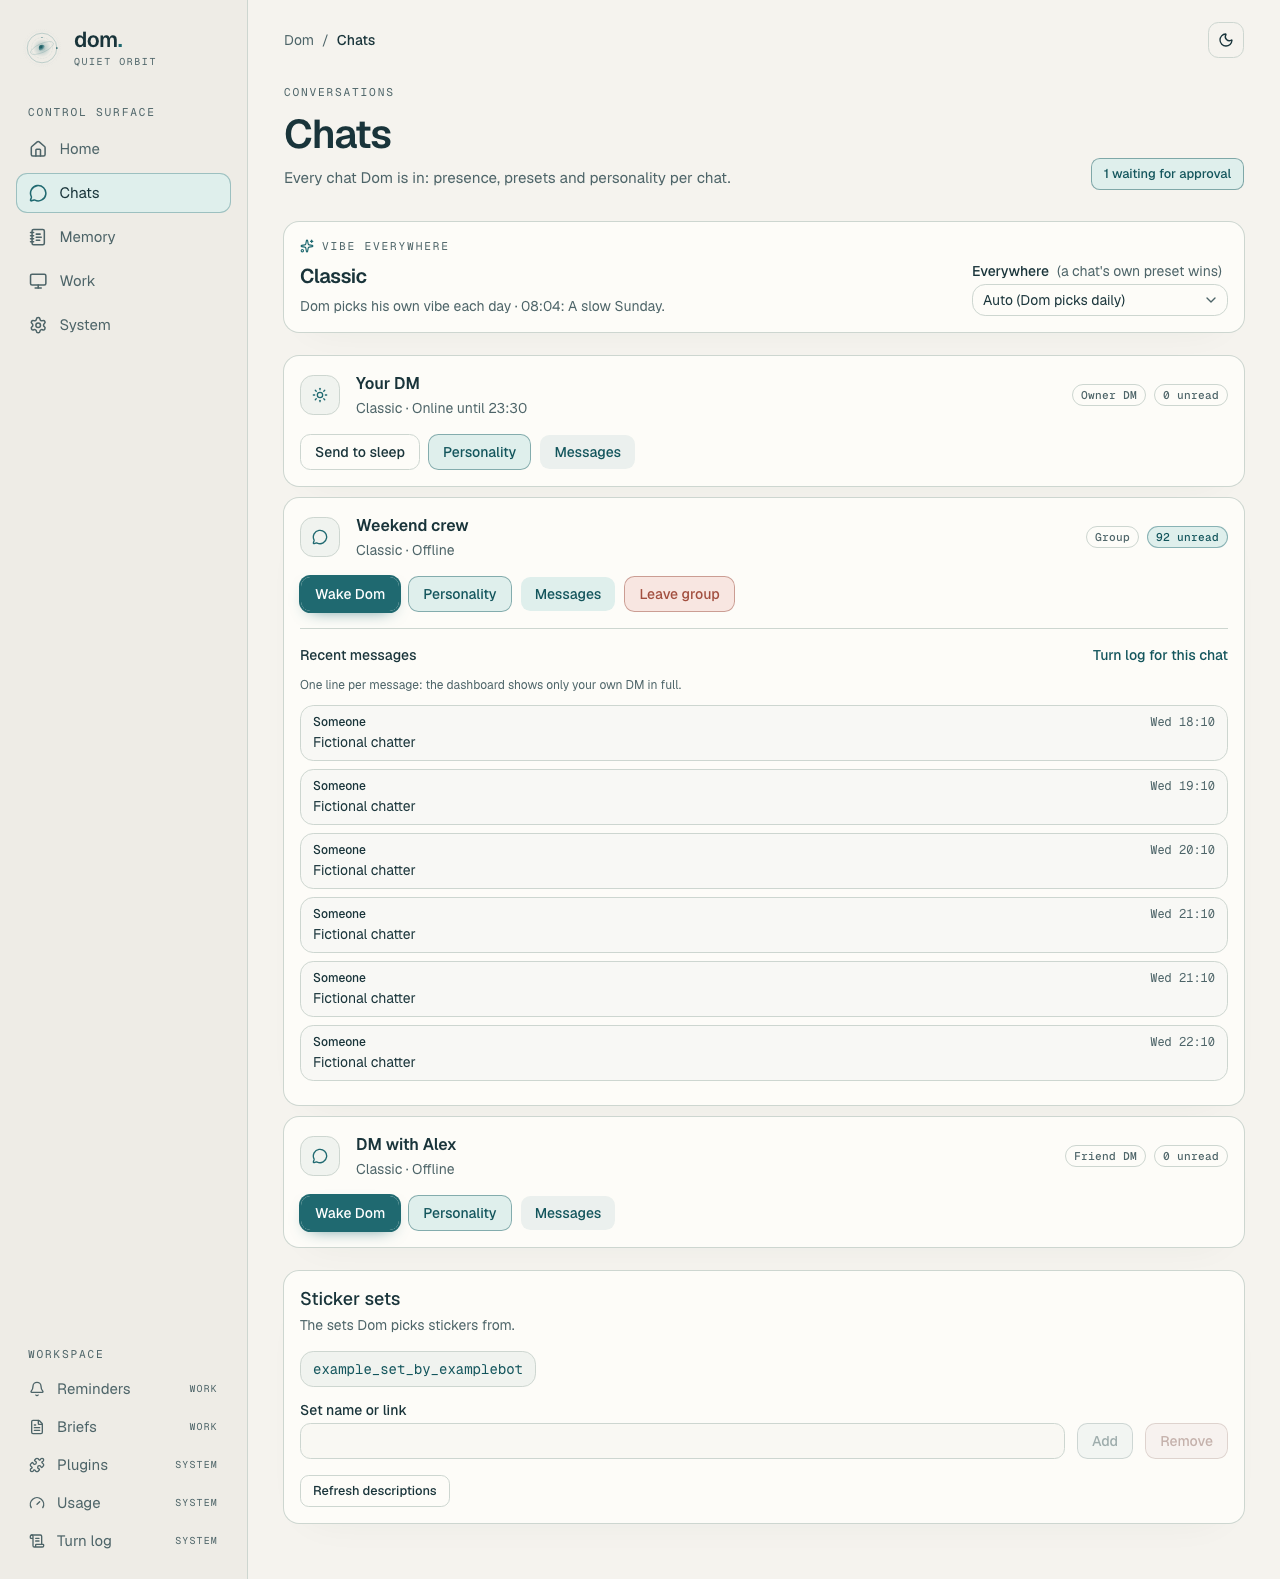 dom.
QUIET ORBIT
CONTROL SURFACE
Home
Chats
Memory
Work
System
WORKSPACE
Reminders WORK
Briefs WORK
Plugins SYSTEM
Usage SYSTEM
Turn log SYSTEM
Dom / Chats
CONVERSATIONS
Chats
Every chat Dom is in: presence, presets and personality per chat.
1 waiting for approval
VIBE EVERYWHERE
Classic
Dom picks his own vibe each day · 08:04: A slow Sunday.
Everywhere (a chat's own preset wins)
Auto (Dom picks daily)
Your DM
Classic · Online until 23:30
Owner DM 0 unread
Send to sleep Personality Messages
Weekend crew
Classic · Offline
Group 92 unread
Wake Dom Personality Messages Leave group
Recent messages Turn log for this chat
One line per message: the dashboard shows only your own DM in full.
Someone Wed 18:10
Fictional chatter
Someone Wed 19:10
Fictional chatter
Someone Wed 20:10
Fictional chatter
Someone Wed 21:10
Fictional chatter
Someone Wed 21:10
Fictional chatter
Someone Wed 22:10
Fictional chatter
DM with Alex
Classic · Offline
Friend DM 0 unread
Wake Dom Personality Messages
Sticker sets
The sets Dom picks stickers from.
example_set_by_examplebot
Set name or link
Add Remove
Refresh descriptions